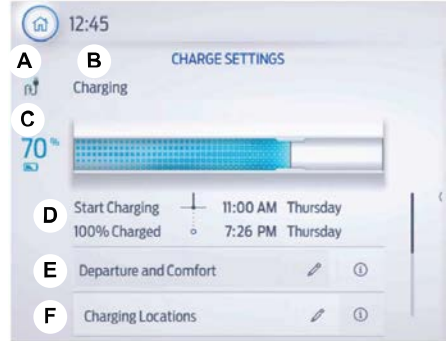 12:45
A B CHARGE SETTINGS
Charging
C
70%
D Start Charging 11:00 AM Thursday
100% Charged 7:26 PM Thursday
E Departure and Comfort
F Charging Locations